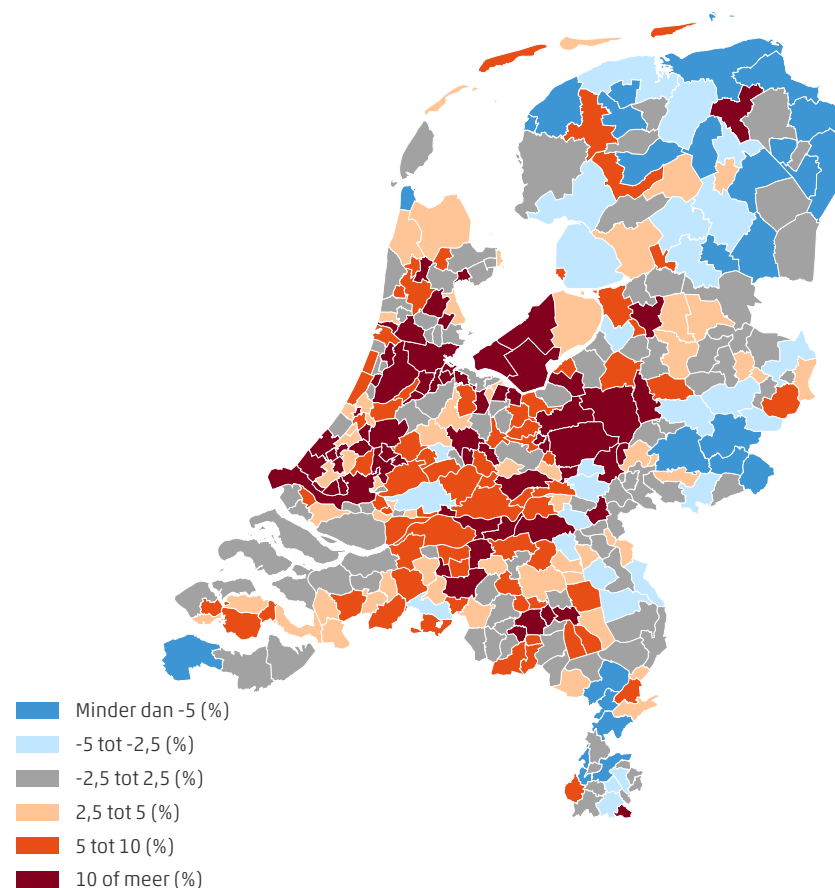 Minder dan -5 (%)
-5 tot -2,5 (%)
-2,5 tot 2,5 (%)
2,5 tot 5 (%)
5 tot 10 (%)
10 of meer (%)